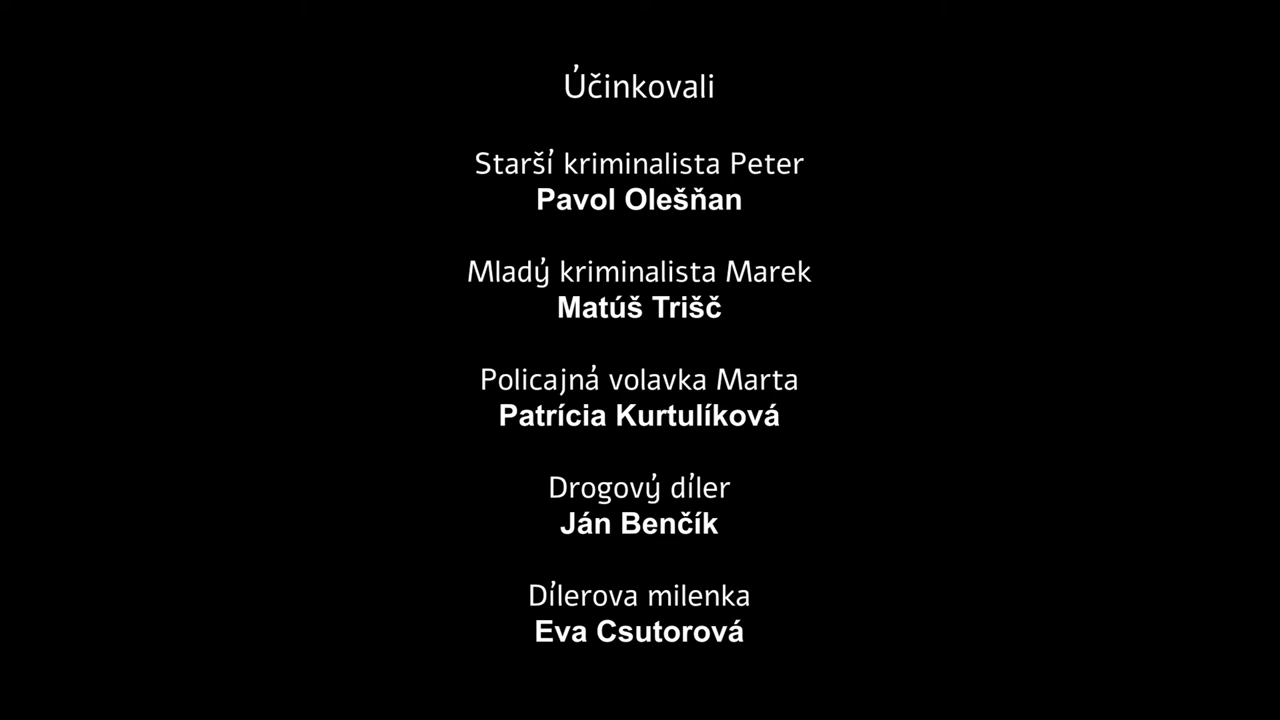 Účinkovali
Starší kriminalista Peter
Pavol Olešňan
Mladý kriminalista Marek
Matúš Trišč
Policajná volavka Marta
Patrícia Kurtulíková
Drogový díler
Ján Benčík
Dílerova milenka
Eva Csutorová